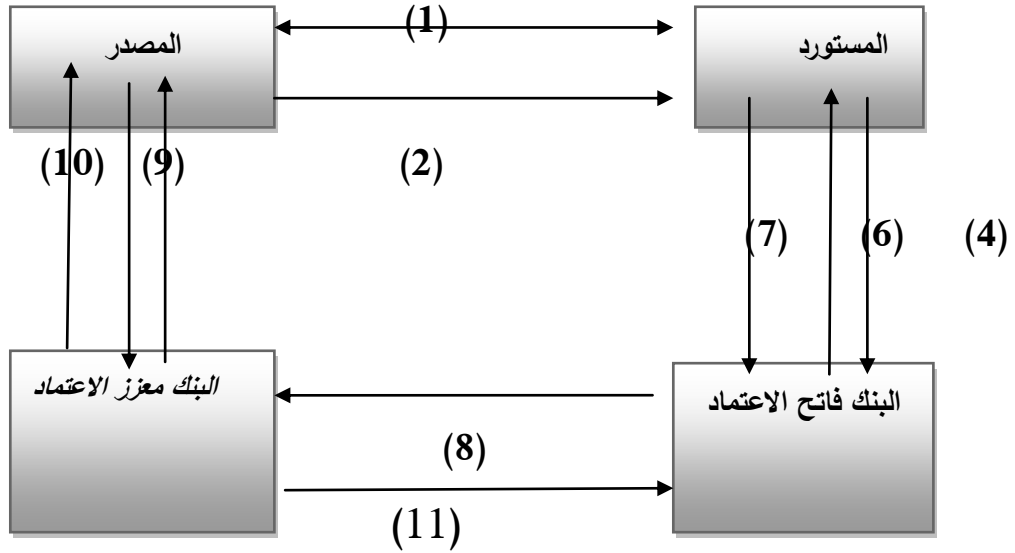 (1)
المصدر
المستورد
(10) (9)
(2)
(7) (6) (4)
البنك معزز الاعتماد
البنك فاتح الاعتماد
(8)
(11)